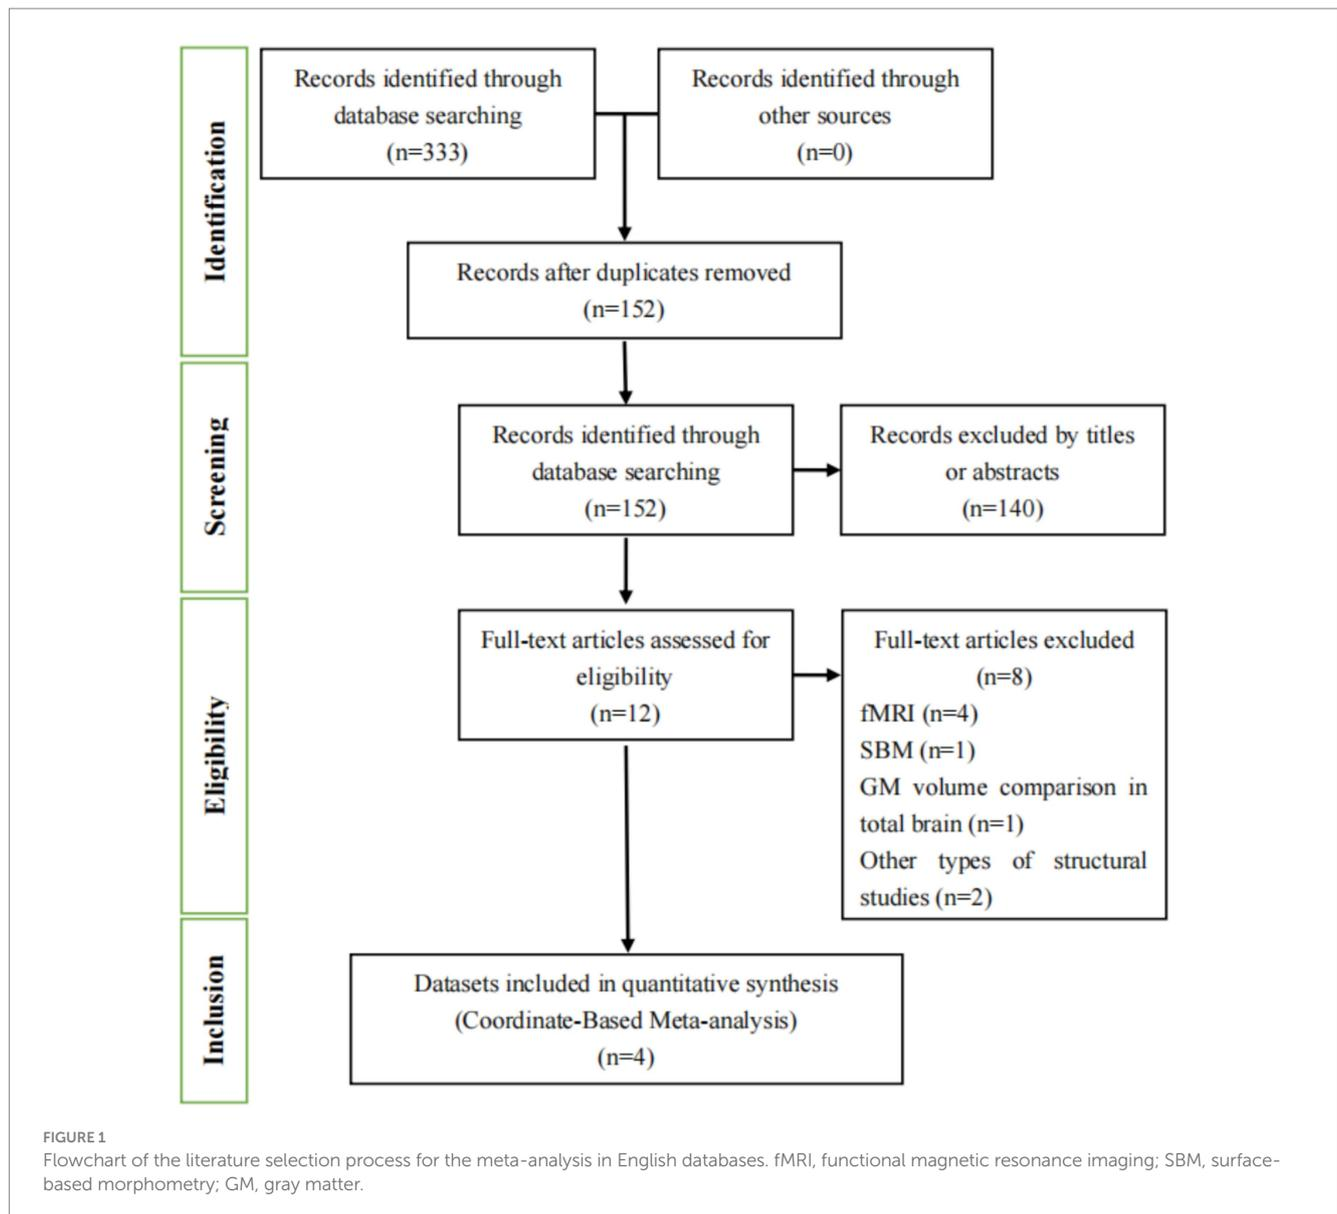 Identification
Records identified through
database searching
(n=333)
Records identified through
other sources
(n=0)
Records after duplicates removed
(n=152)
Screening
Records identified through
database searching
(n=152)
Records excluded by titles
or abstracts
(n=140)
Eligibility
Full-text articles assessed for
eligibility
(n=12)
Full-text articles excluded
(n=8)
fMRI (n=4)
SBM (n=1)
GM volume comparison in
total brain (n=1)
Other types of structural
studies (n=2)
Inclusion
Datasets included in quantitative synthesis
(Coordinate-Based Meta-analysis)
(n=4)
FIGURE 1
Flowchart of the literature selection process for the meta-analysis in English databases. fMRI, functional magnetic resonance imaging; SBM, surface-
based morphometry; GM, gray matter.